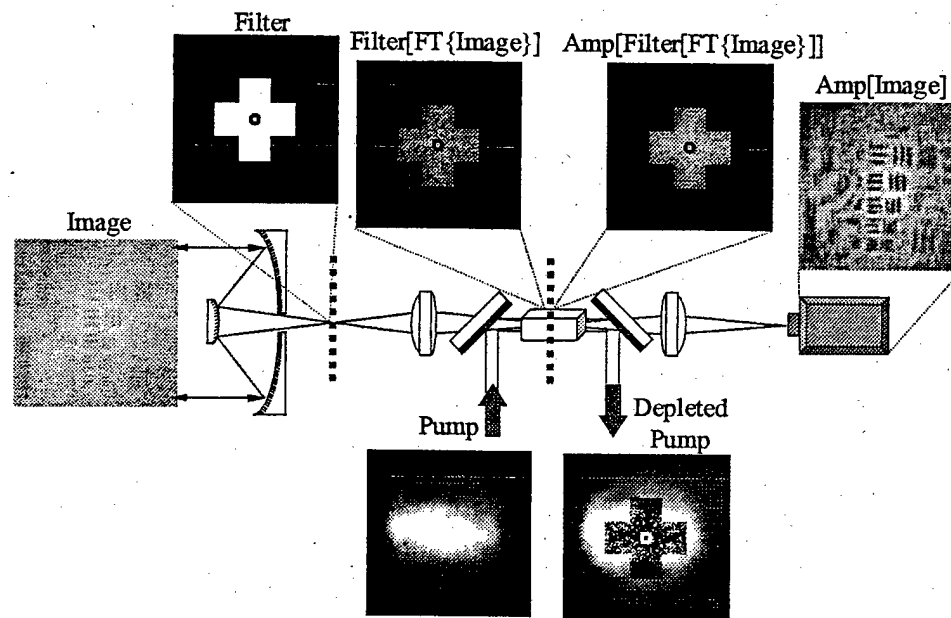 Filter
Filter[FT{Image}]
Amp[Filter[FT{Image}]]
Amp[Image]
Image
Pump
Depleted
Pump